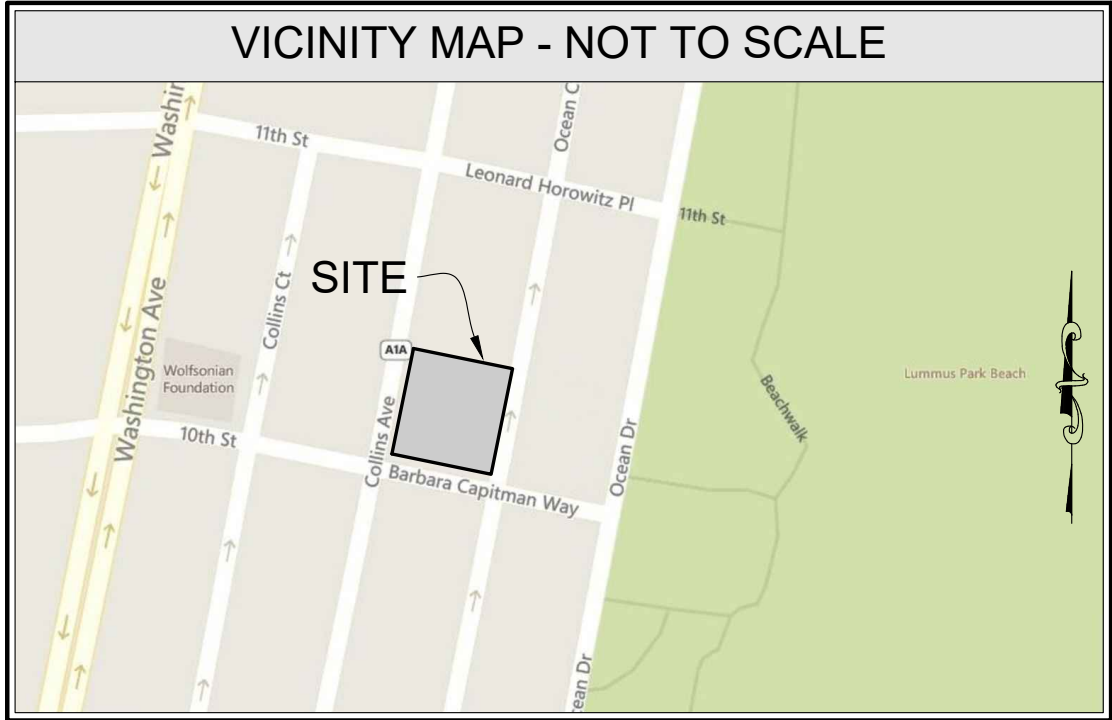 VICINITY MAP - NOT TO SCALE
Washin
Ocean C
11th St
Leonard Horowitz Pl
11th St
SITE
Collins Ct
Washington Ave
A1A
Wolfsonian
Foundation
Lummus Park Beach
Beachwalk
Collins Ave
10th St
Ocean Dr
Barbara Capitman Way
ean Dr